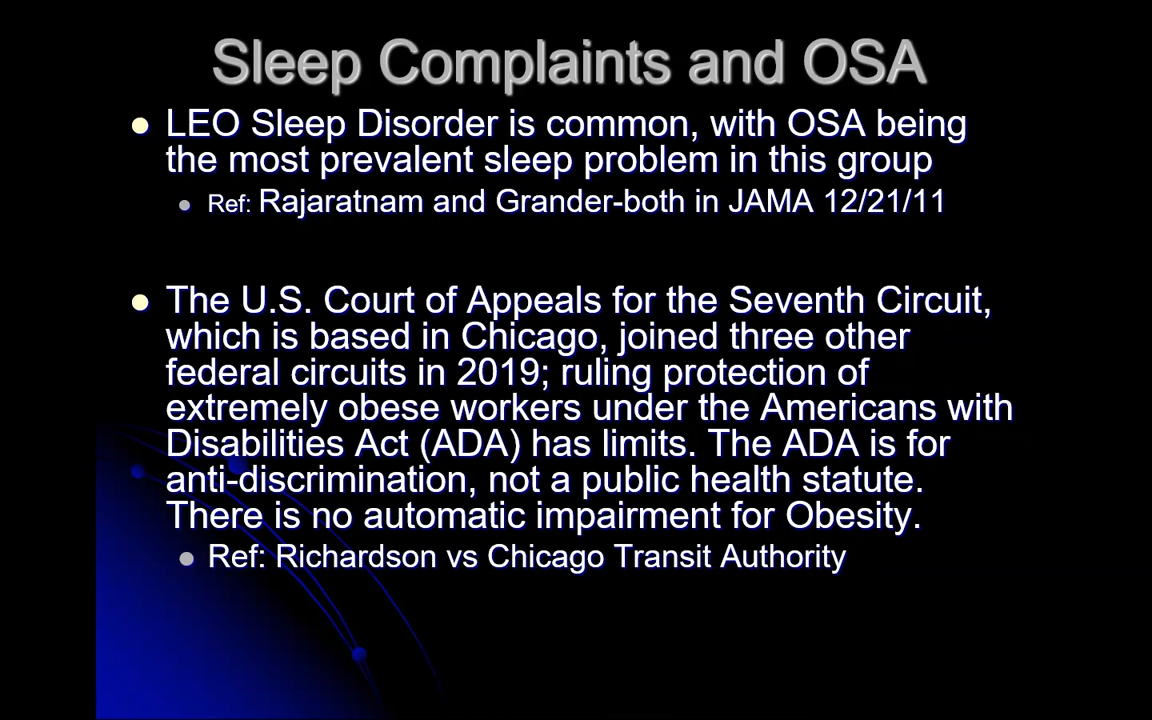 Sleep Complaints and OSA
LEO Sleep Disorder is common, with OSA being
the most prevalent sleep problem in this group
Ref: Rajaratnam and Grander-both in JAMA 12/21/11
The U.S. Court of Appeals for the Seventh Circuit,
which is based in Chicago, joined three other
federal circuits in 2019; ruling protection of
extremely obese workers under the Americans with
Disabilities Act (ADA) has limits. The ADA is for
anti-discrimination, not a public health statute.
There is no automatic impairment for Obesity.
Ref: Richardson vs Chicago Transit Authority